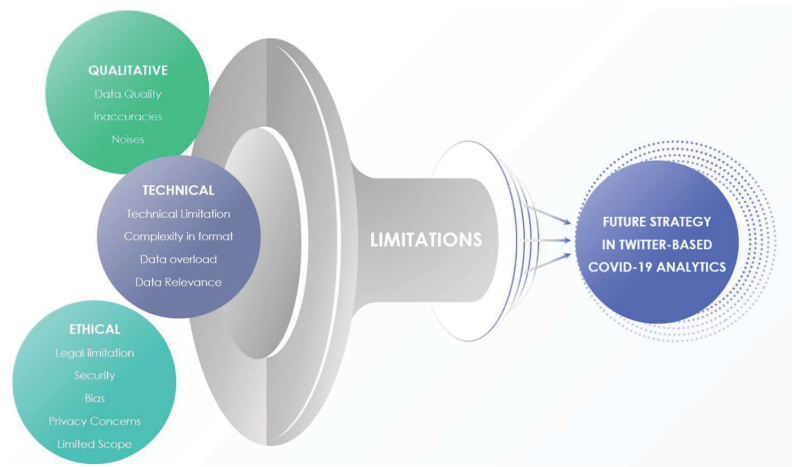 QUALITATIVE
Data Quality
Inaccuracies
Noises
TECHNICAL
Technical Limitation
Complexity in format
Data overload
Data Relevance
ETHICAL
Legal limitation
Security
Bias
Privacy Concerns
Limited Scope
LIMITATIONS
FUTURE STRATEGY
IN TWITTER-BASED
COVID-19 ANALYTICS